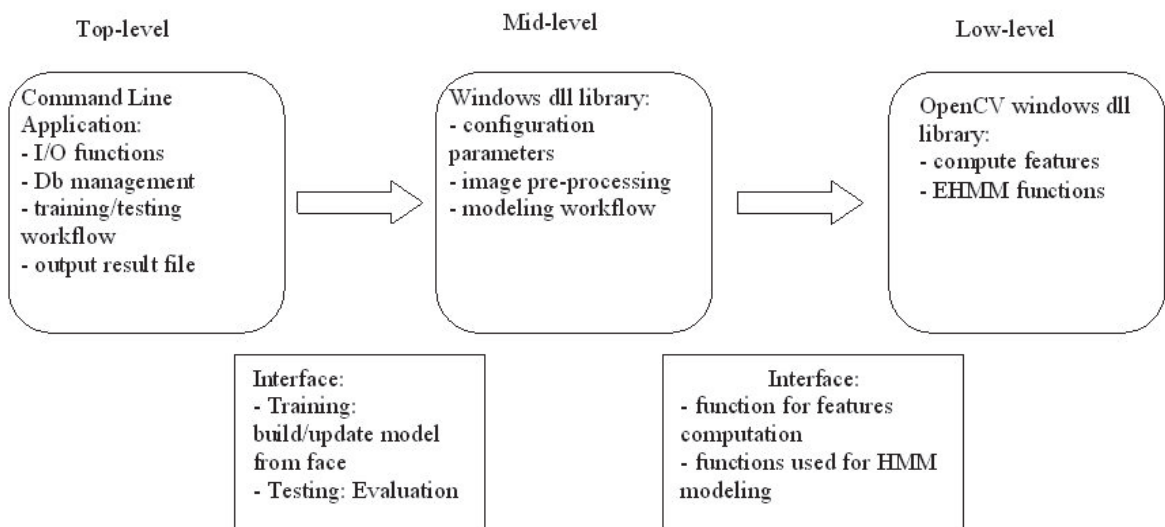 Top-level
Mid-level
Low-level
Command Line
Application:
- I/O functions
- Db management
- training/testing
workflow
- output result file
Windows dll library:
- configuration
parameters
- image pre-processing
- modeling workflow
OpenCV windows dll
library:
- compute features
- EHMM functions
Interface:
- Training:
build/update model
from face
- Testing: Evaluation
Interface:
- function for features
computation
- functions used for HMM
modeling